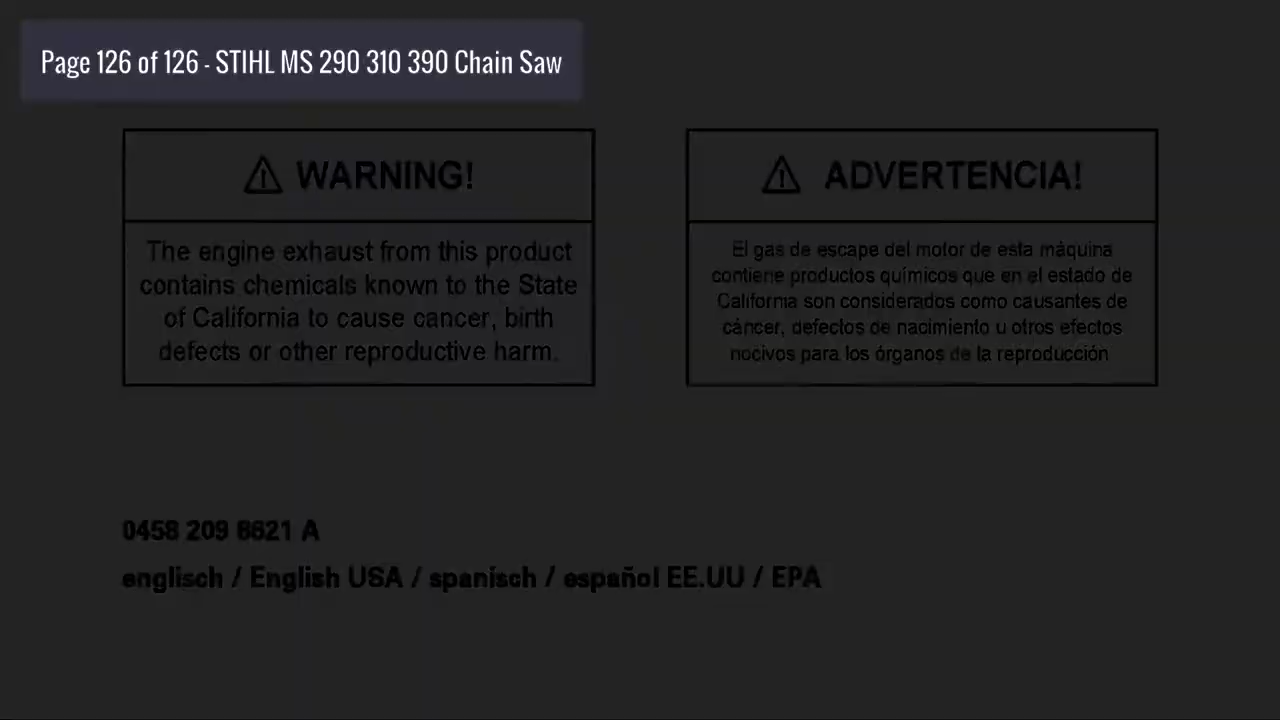 Page 126 of 126 - STIHL MS 290 310 390 Chain Saw
WARNING!
The engine exhaust from this product
contains chemicals known to the State
of California to cause cancer, birth
defects or other reproductive harm.
ADVERTENCIA!
El gas de escape del motor de esta máquina
contiene productos químicos que en el estado de
California son considerados como causantes de
cáncer, defectos de nacimiento u otros efectos
nocivos para los órganos de la reproducción
0458 209 8621 A
englisch / English USA / spanisch / español EE.UU / EPA